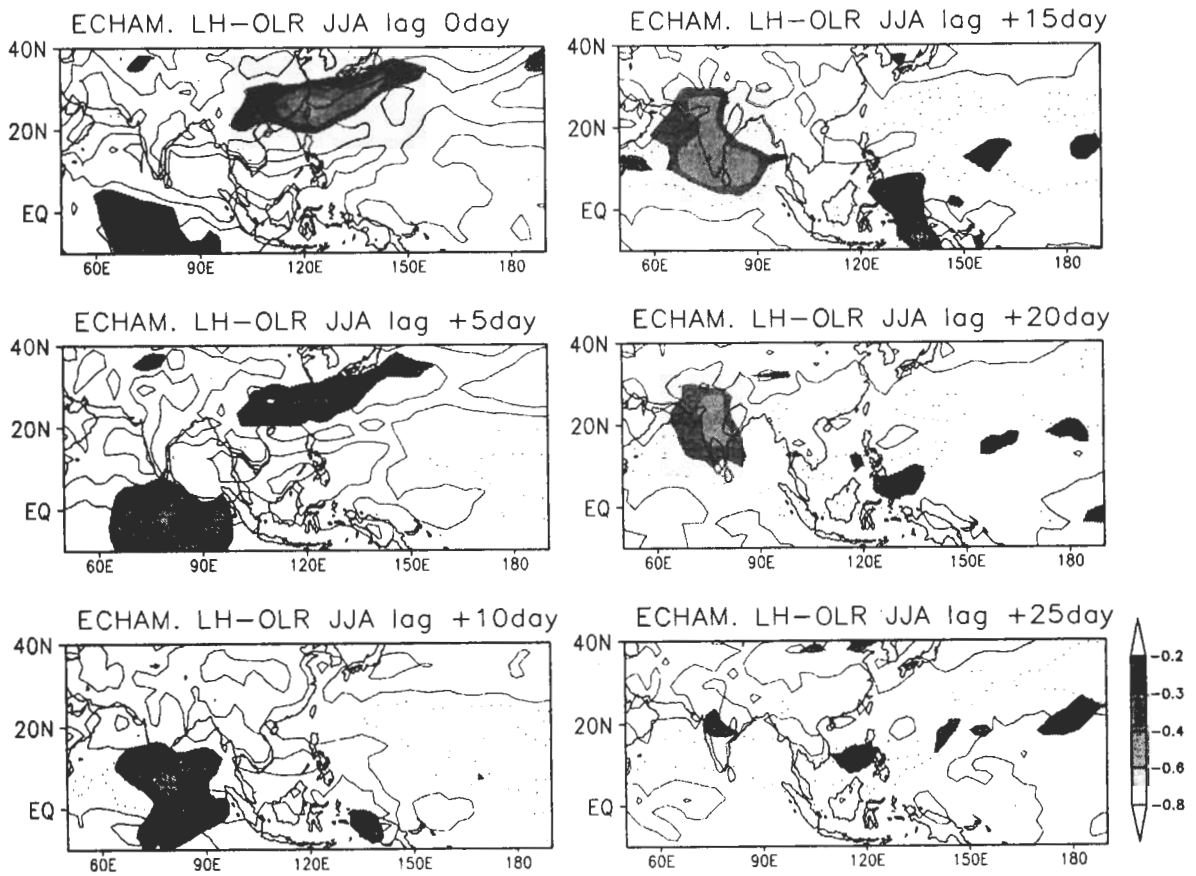 ECHAM. LH-OLR JJA lag 0day
40N
20N
EQ
60E 90E 120E 150E 180
ECHAM. LH-OLR JJA lag +15day
40N
20N
EQ
60E 90E 120E 150E 180
ECHAM. LH-OLR JJA lag +5day
40N
20N
EQ
60E 90E 120E 150E 180
ECHAM. LH-OLR JJA lag +20day
40N
20N
EQ
60E 90E 120E 150E 180
ECHAM. LH-OLR JJA lag +10day
40N
20N
EQ
60E 90E 120E 150E 180
ECHAM. LH-OLR JJA lag +25day
40N
20N
EQ
60E 90E 120E 150E 180
-0.2
-0.3
-0.4
-0.6
-0.8